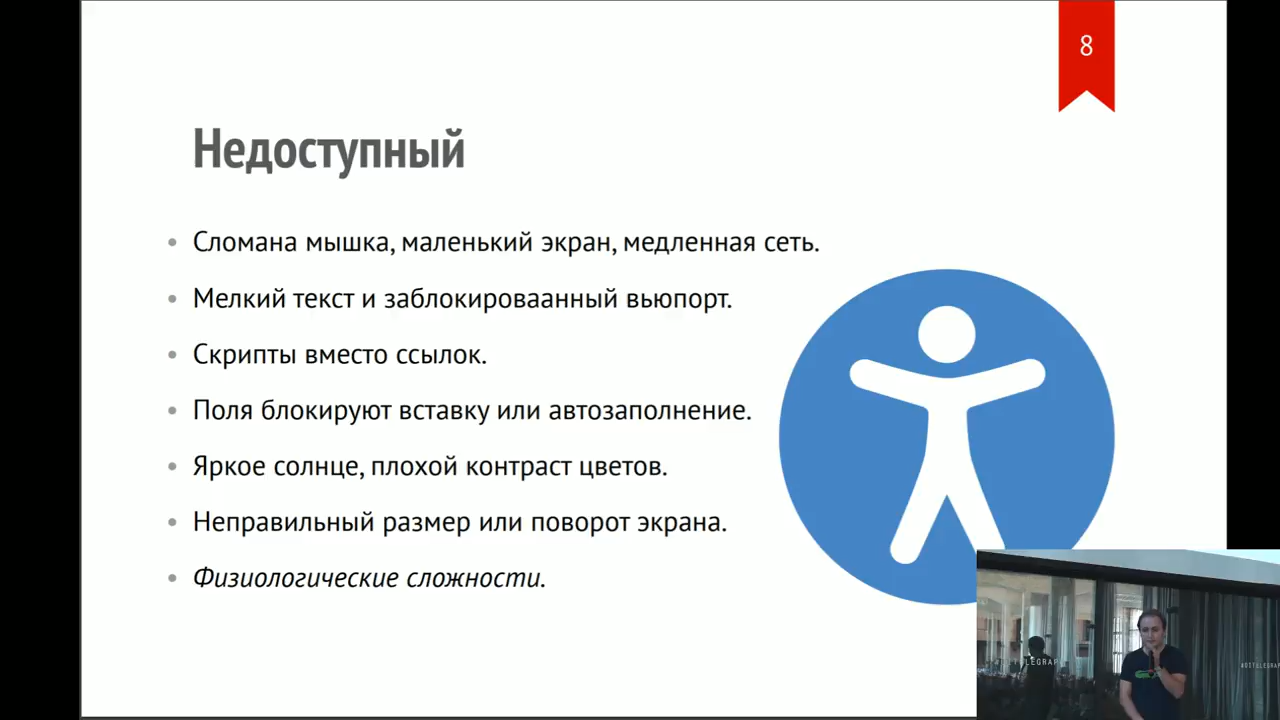 8
Недоступный
Сломана мышка, маленький экран, медленная сеть.
Мелкий текст и заблокироваанный вьюпорт.
Скрипты вместо ссылок.
Поля блокируют вставку или автозаполнение.
Яркое солнце, плохой контраст цветов.
Неправильный размер или поворот экрана.
Физиологические сложности.